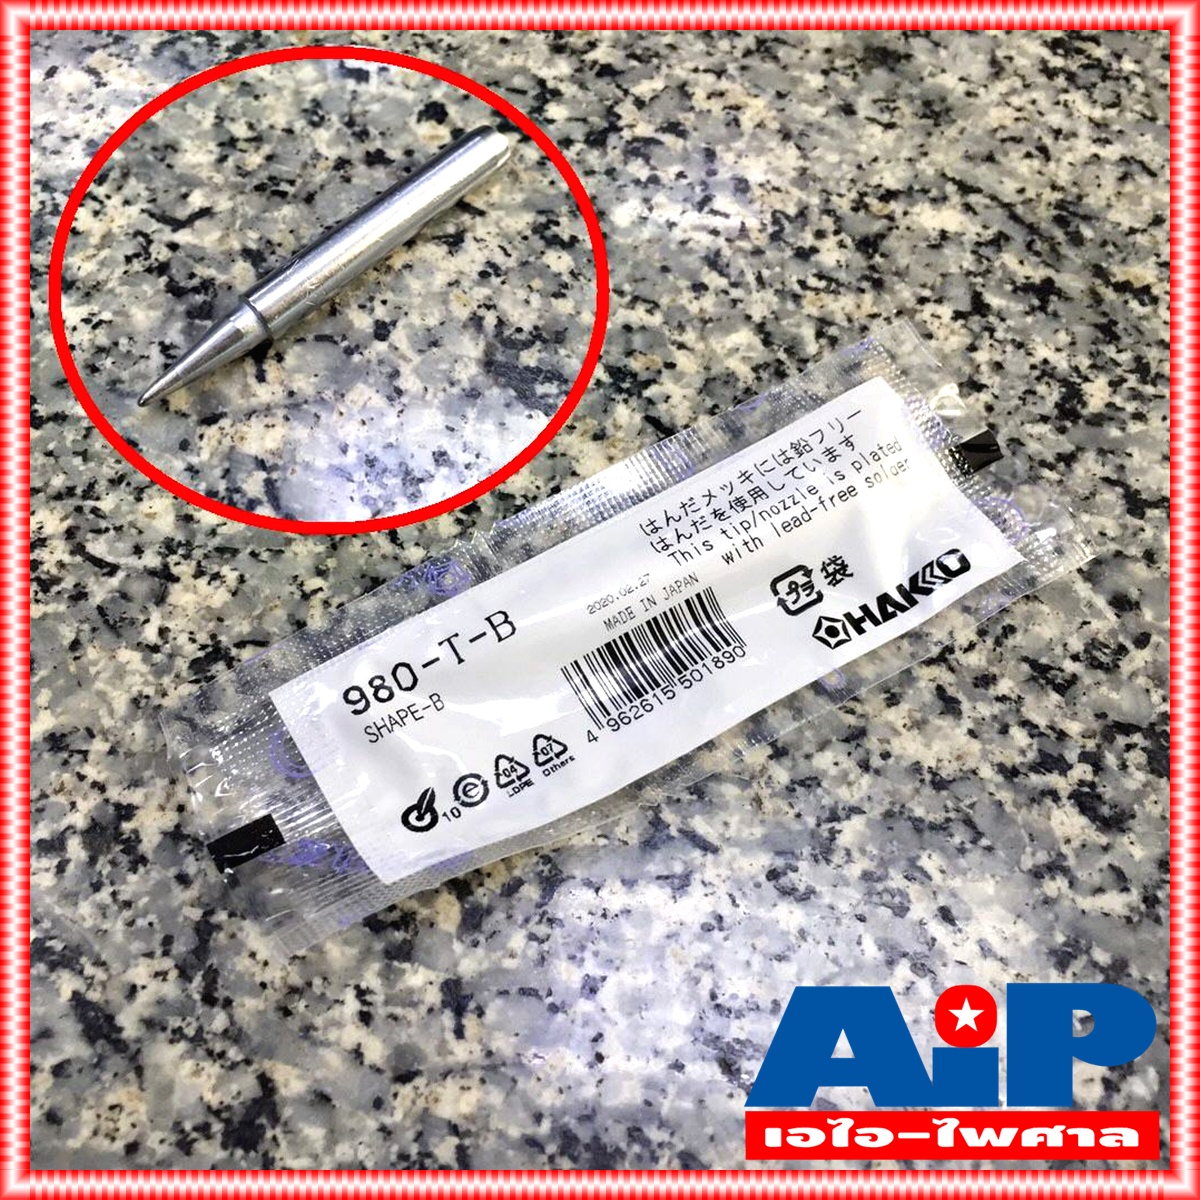 はんだメッキには鉛フリー
はんだを使用しています
This tip/nozzle is plated
with lead-free solder
2020.02.27
MADE IN JAPAN
袋
HAKKO
980-T-B
SHAPE-B
4 962615 501890
10
e
04
LDPE
07
Others
AiP
เอไอ-ไพศาล